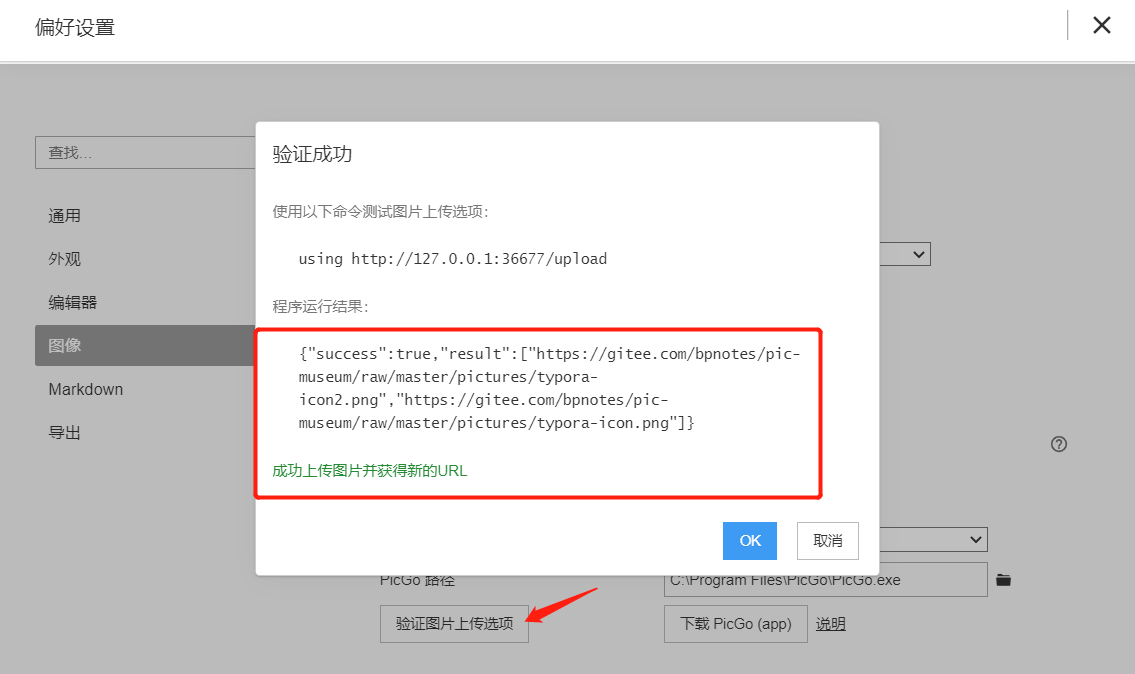 偏好设置
查找...
通用
外观
编辑器
图像
Markdown
导出
验证成功
使用以下命令测试图片上传选项：
using http://127.0.0.1:36677/upload
程序运行结果：
{"success":true,"result":["https://gitee.com/bpnotes/pic-
museum/raw/master/pictures/typora-
icon2.png","https://gitee.com/bpnotes/pic-
museum/raw/master/pictures/typora-icon.png"]}
成功上传图片并获得新的URL
OK 取消
PicGo 路径 C:\Program Files\PicGo\PicGo.exe
验证图片上传选项 下载 PicGo (app) 说明